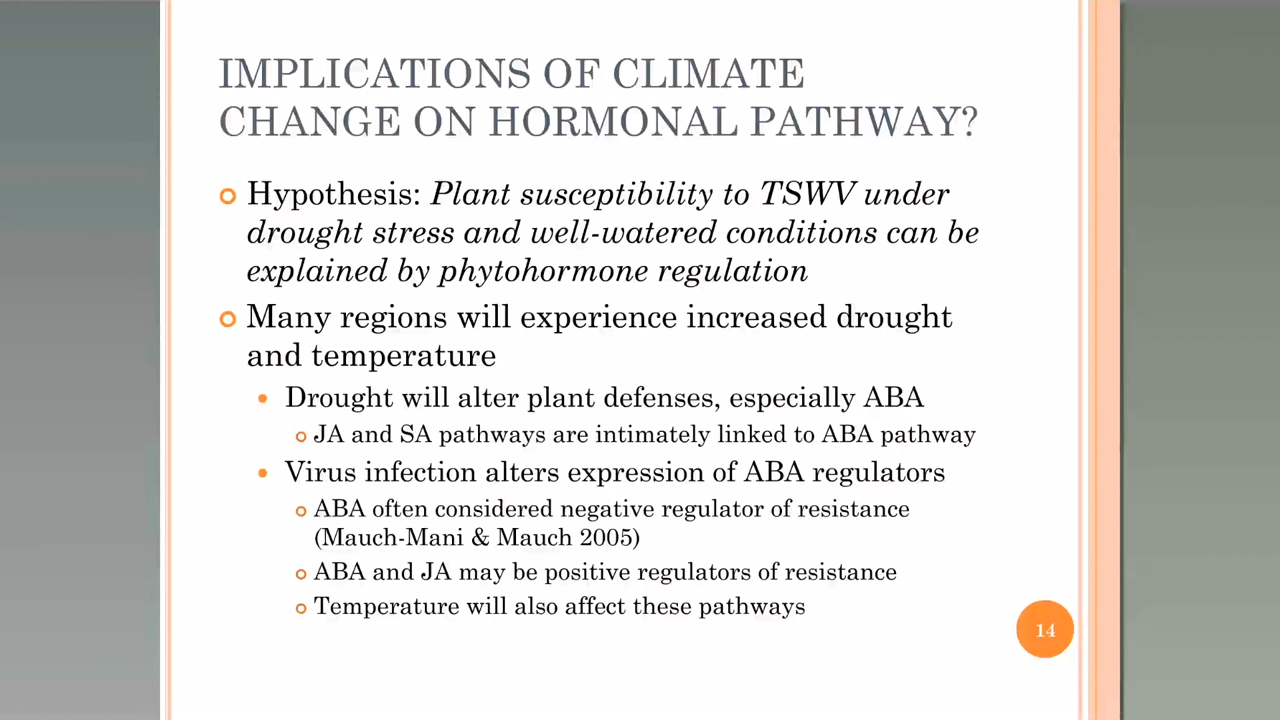 IMPLICATIONS OF CLIMATE
CHANGE ON HORMONAL PATHWAY?
Hypothesis: Plant susceptibility to TSWV under
drought stress and well-watered conditions can be
explained by phytohormone regulation
Many regions will experience increased drought
and temperature
Drought will alter plant defenses, especially ABA
JA and SA pathways are intimately linked to ABA pathway
Virus infection alters expression of ABA regulators
ABA often considered negative regulator of resistance
(Mauch-Mani & Mauch 2005)
ABA and JA may be positive regulators of resistance
Temperature will also affect these pathways
14